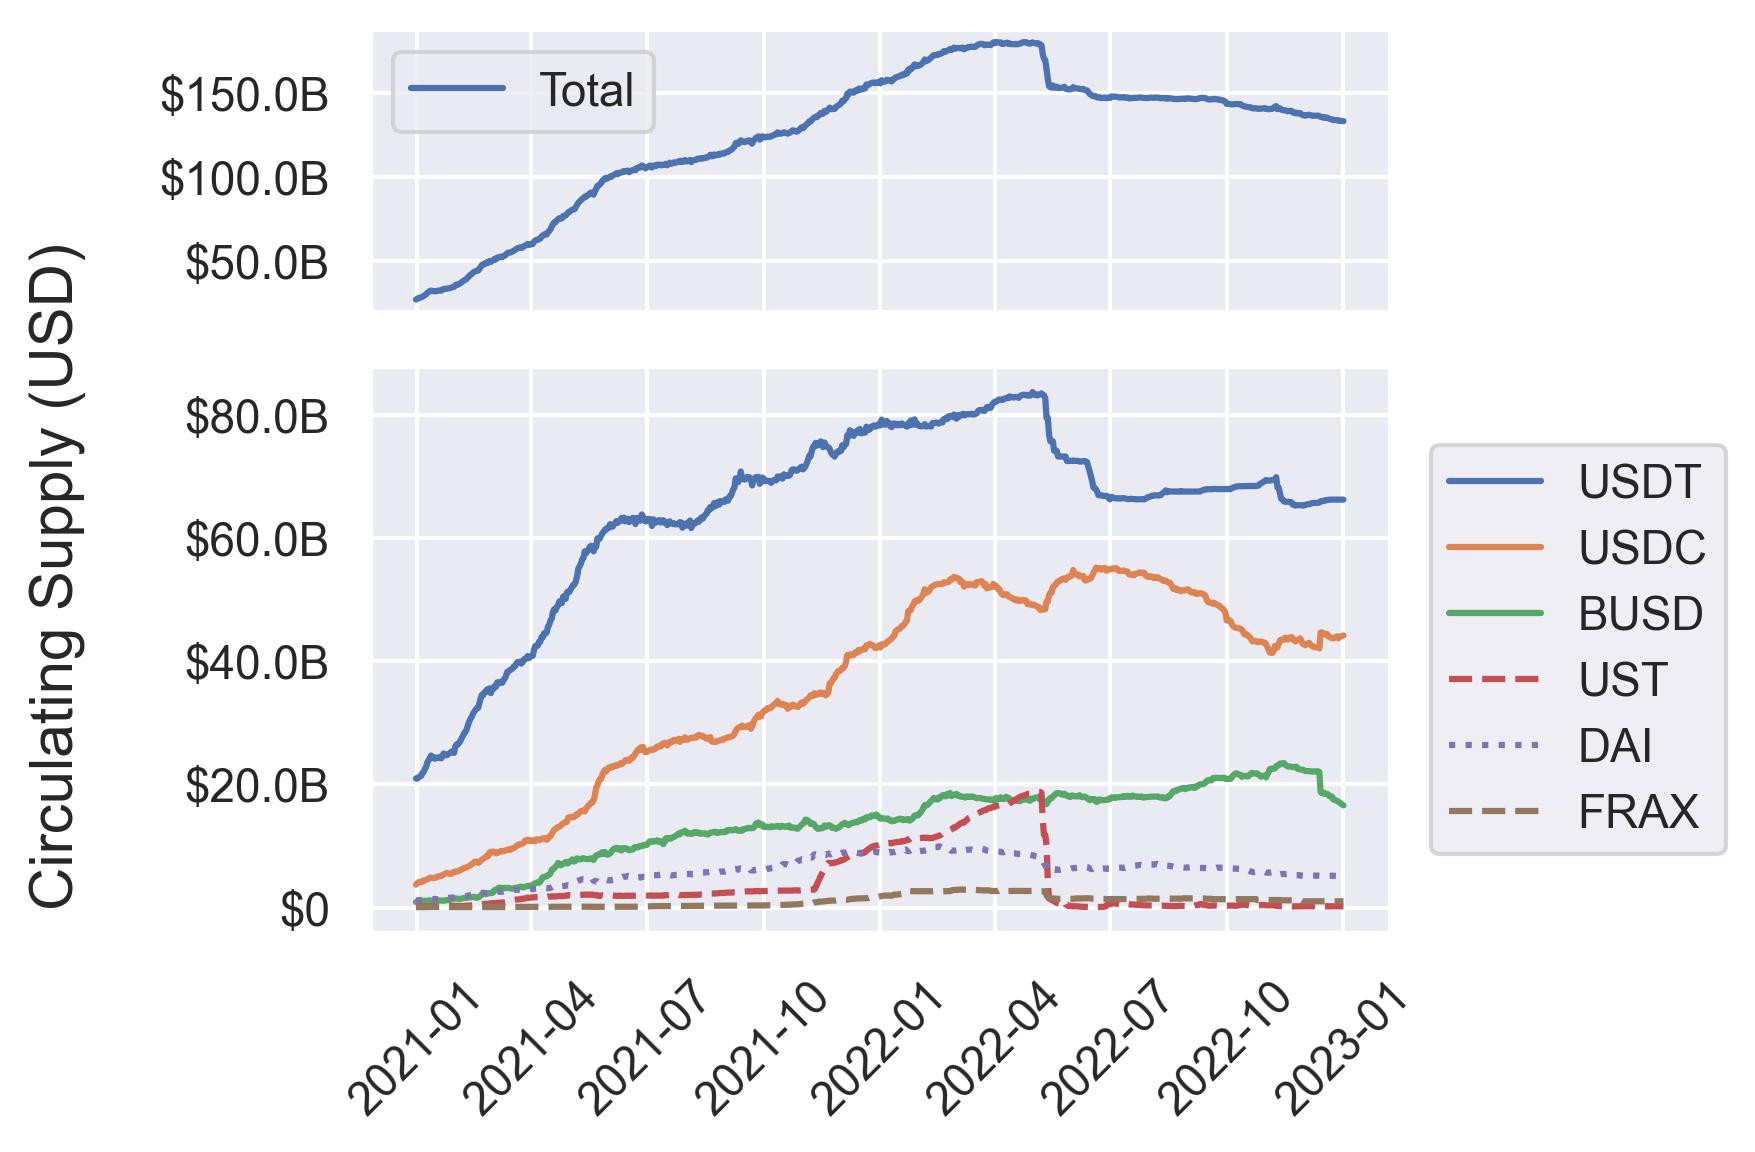 Circulating Supply (USD)
$150.0B
$100.0B
$50.0B
Total
$80.0B
$60.0B
$40.0B
$20.0B
$0
USDT
USDC
BUSD
UST
DAI
FRAX
2021-01
2021-04
2021-07
2021-10
2022-01
2022-04
2022-07
2022-10
2023-01